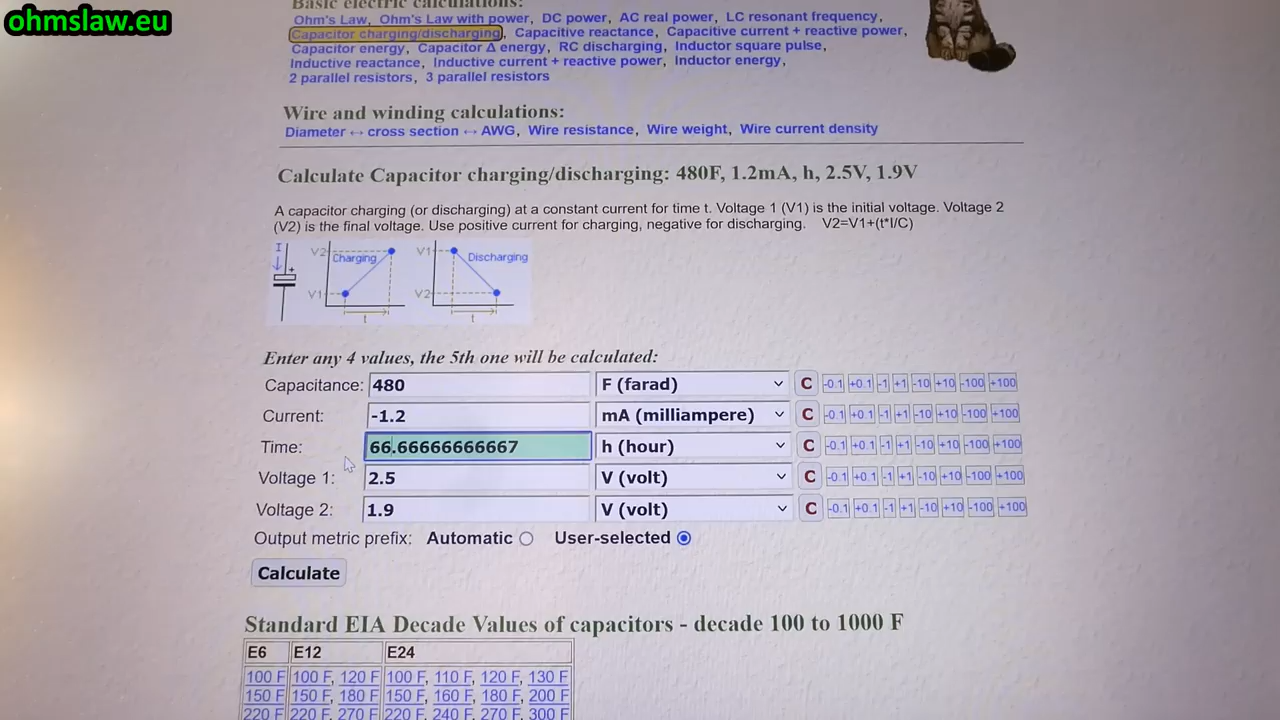 ohmslaw.eu
Basic electric calculations:
Ohm's Law, Ohm's Law with power, DC power, AC real power, LC resonant frequency,
Capacitor charging/discharging, Capacitive reactance, Capacitive current + reactive power,
Capacitor energy, Capacitor Δ energy, RC discharging, Inductor square pulse,
Inductive reactance, Inductive current + reactive power, Inductor energy,
2 parallel resistors, 3 parallel resistors
Wire and winding calculations:
Diameter ↔ cross section ↔ AWG, Wire resistance, Wire weight, Wire current density
Calculate Capacitor charging/discharging: 480F, 1.2mA, h, 2.5V, 1.9V
A capacitor charging (or discharging) at a constant current for time t. Voltage 1 (V1) is the initial voltage. Voltage 2
(V2) is the final voltage. Use positive current for charging, negative for discharging. V2=V1+(t*I/C)
I V2 Charging V1 Discharging
+
V1 V2
t t
Enter any 4 values, the 5th one will be calculated:
Capacitance: 480 F (farad) C -0.1 +0.1 -1 +1 -10 +10 -100 +100
Current: -1.2 mA (milliampere) C -0.1 +0.1 -1 +1 -10 +10 -100 +100
Time: 66.66666666667 h (hour) C -0.1 +0.1 -1 +1 -10 +10 -100 +100
Voltage 1: 2.5 V (volt) C -0.1 +0.1 -1 +1 -10 +10 -100 +100
Voltage 2: 1.9 V (volt) C -0.1 +0.1 -1 +1 -10 +10 -100 +100
Output metric prefix: Automatic User-selected
Calculate
Standard EIA Decade Values of capacitors - decade 100 to 1000 F
E6 E12 E24
100 F 100 F, 120 F 100 F, 110 F, 120 F, 130 F
150 F 150 F, 180 F 150 F, 160 F, 180 F, 200 F
220 F 220 F, 270 F 220 F, 240 F, 270 F, 300 F